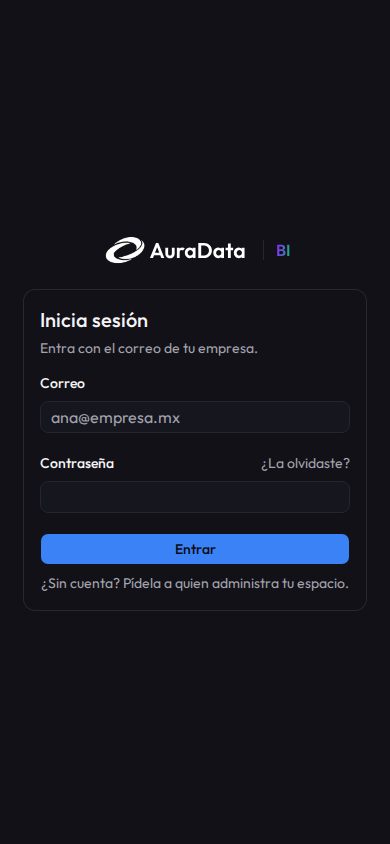 AuraData BI
Inicia sesión
Entra con el correo de tu empresa.
Correo
ana@empresa.mx
Contraseña ¿La olvidaste?
Entrar
¿Sin cuenta? Pídela a quien administra tu espacio.